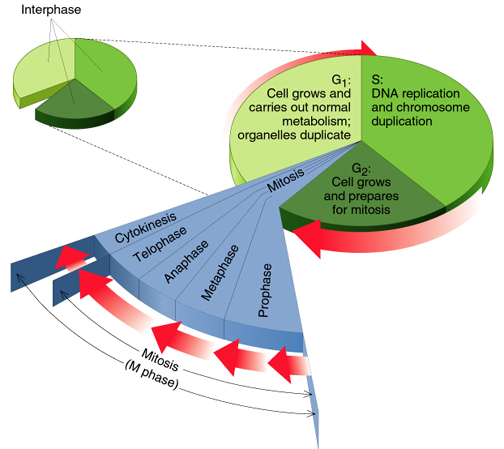 Interphase
G1:
Cell grows and
carries out normal
metabolism;
organelles duplicate
S:
DNA replication
and chromosome
duplication
G2:
Cell grows
and prepares
for mitosis
Mitosis
Cytokinesis
Telophase
Anaphase
Metaphase
Prophase
Mitosis
(M phase)